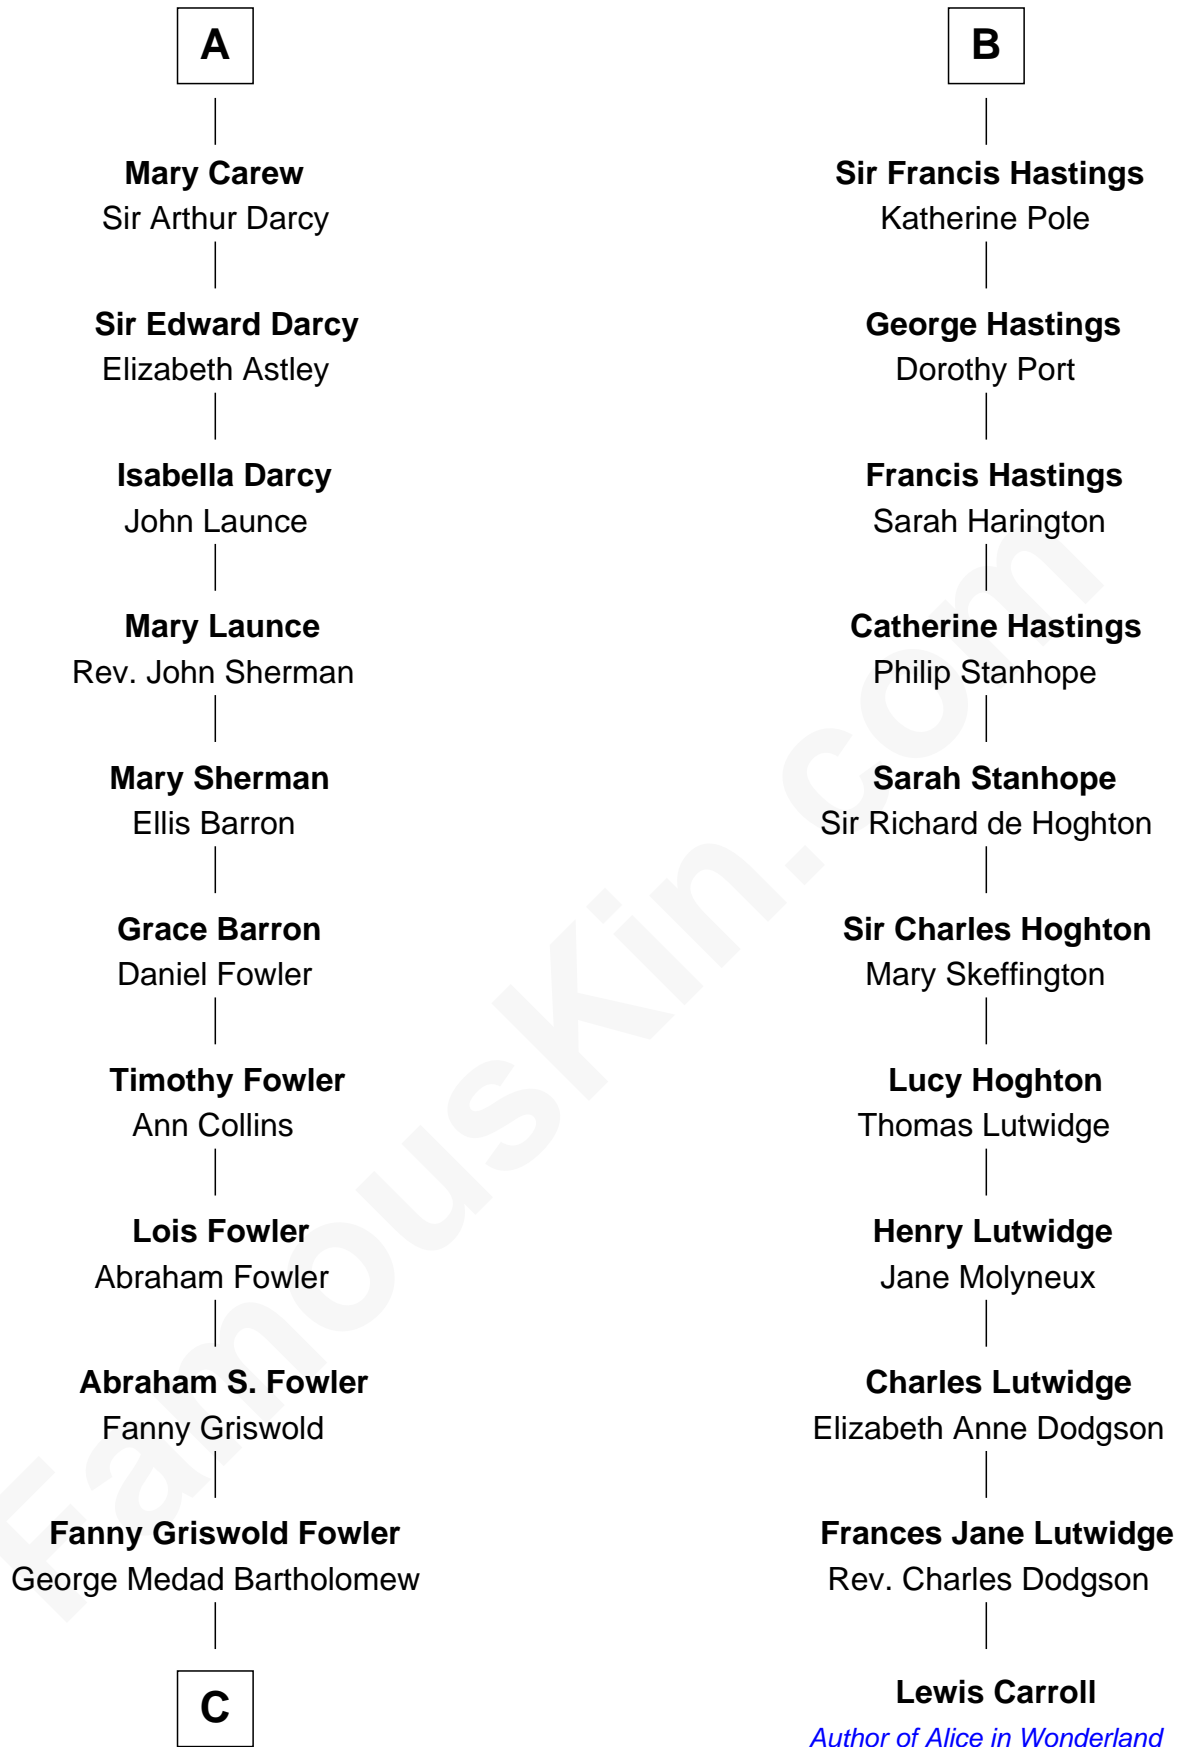 A
Mary Carew
Sir Arthur Darcy
Sir Edward Darcy
Elizabeth Astley
Isabella Darcy
John Launce
Mary Launce
Rev. John Sherman
Mary Sherman
Ellis Barron
Grace Barron
Daniel Fowler
Timothy Fowler
Ann Collins
Lois Fowler
Abraham Fowler
Abraham S. Fowler
Fanny Griswold
Fanny Griswold Fowler
George Medad Bartholomew
C
B
Sir Francis Hastings
Katherine Pole
George Hastings
Dorothy Port
Francis Hastings
Sarah Harington
Catherine Hastings
Philip Stanhope
Sarah Stanhope
Sir Richard de Hoghton
Sir Charles Hoghton
Mary Skeffington
Lucy Hoghton
Thomas Lutwidge
Henry Lutwidge
Jane Molyneux
Charles Lutwidge
Elizabeth Anne Dodgson
Frances Jane Lutwidge
Rev. Charles Dodgson
Lewis Carroll
Author of Alice in Wonderland
FamousKin.com